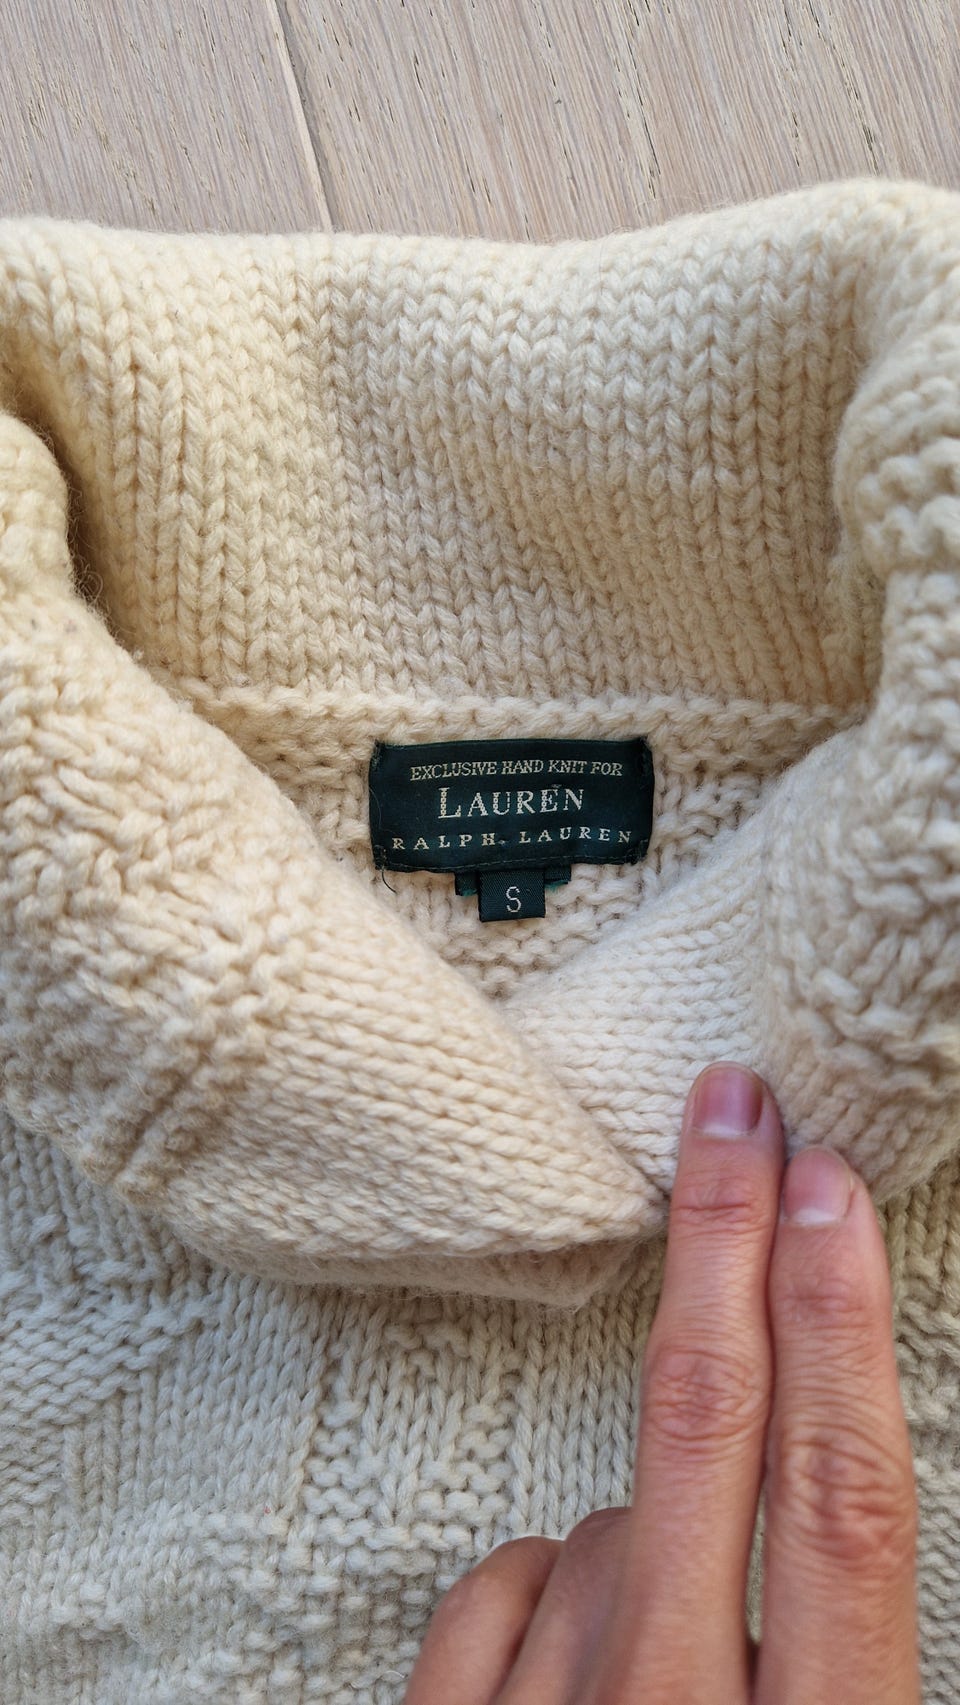 EXCLUSIVE HAND KNIT FOR
LAUREN
RALPH LAUREN
S